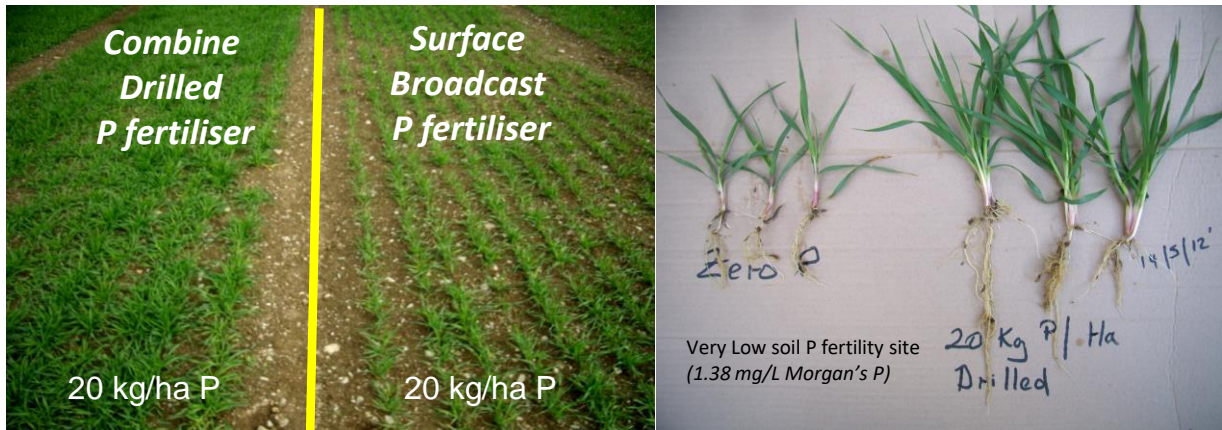 Combine
Drilled
P fertiliser
Surface
Broadcast
P fertiliser
20 kg/ha P
20 kg/ha P
Zero P
14/5/12'
Very Low soil P fertility site
(1.38 mg/L Morgan's P)
20 Kg P/Ha
Drilled